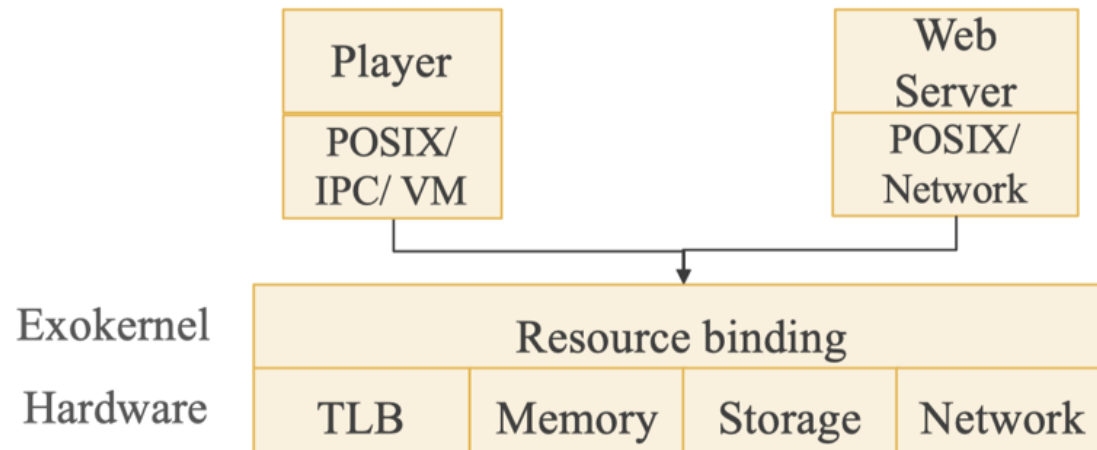 Player
POSIX/
IPC/ VM
Web
Server
POSIX/
Network
Exokernel
Resource binding
Hardware
TLB
Memory
Storage
Network